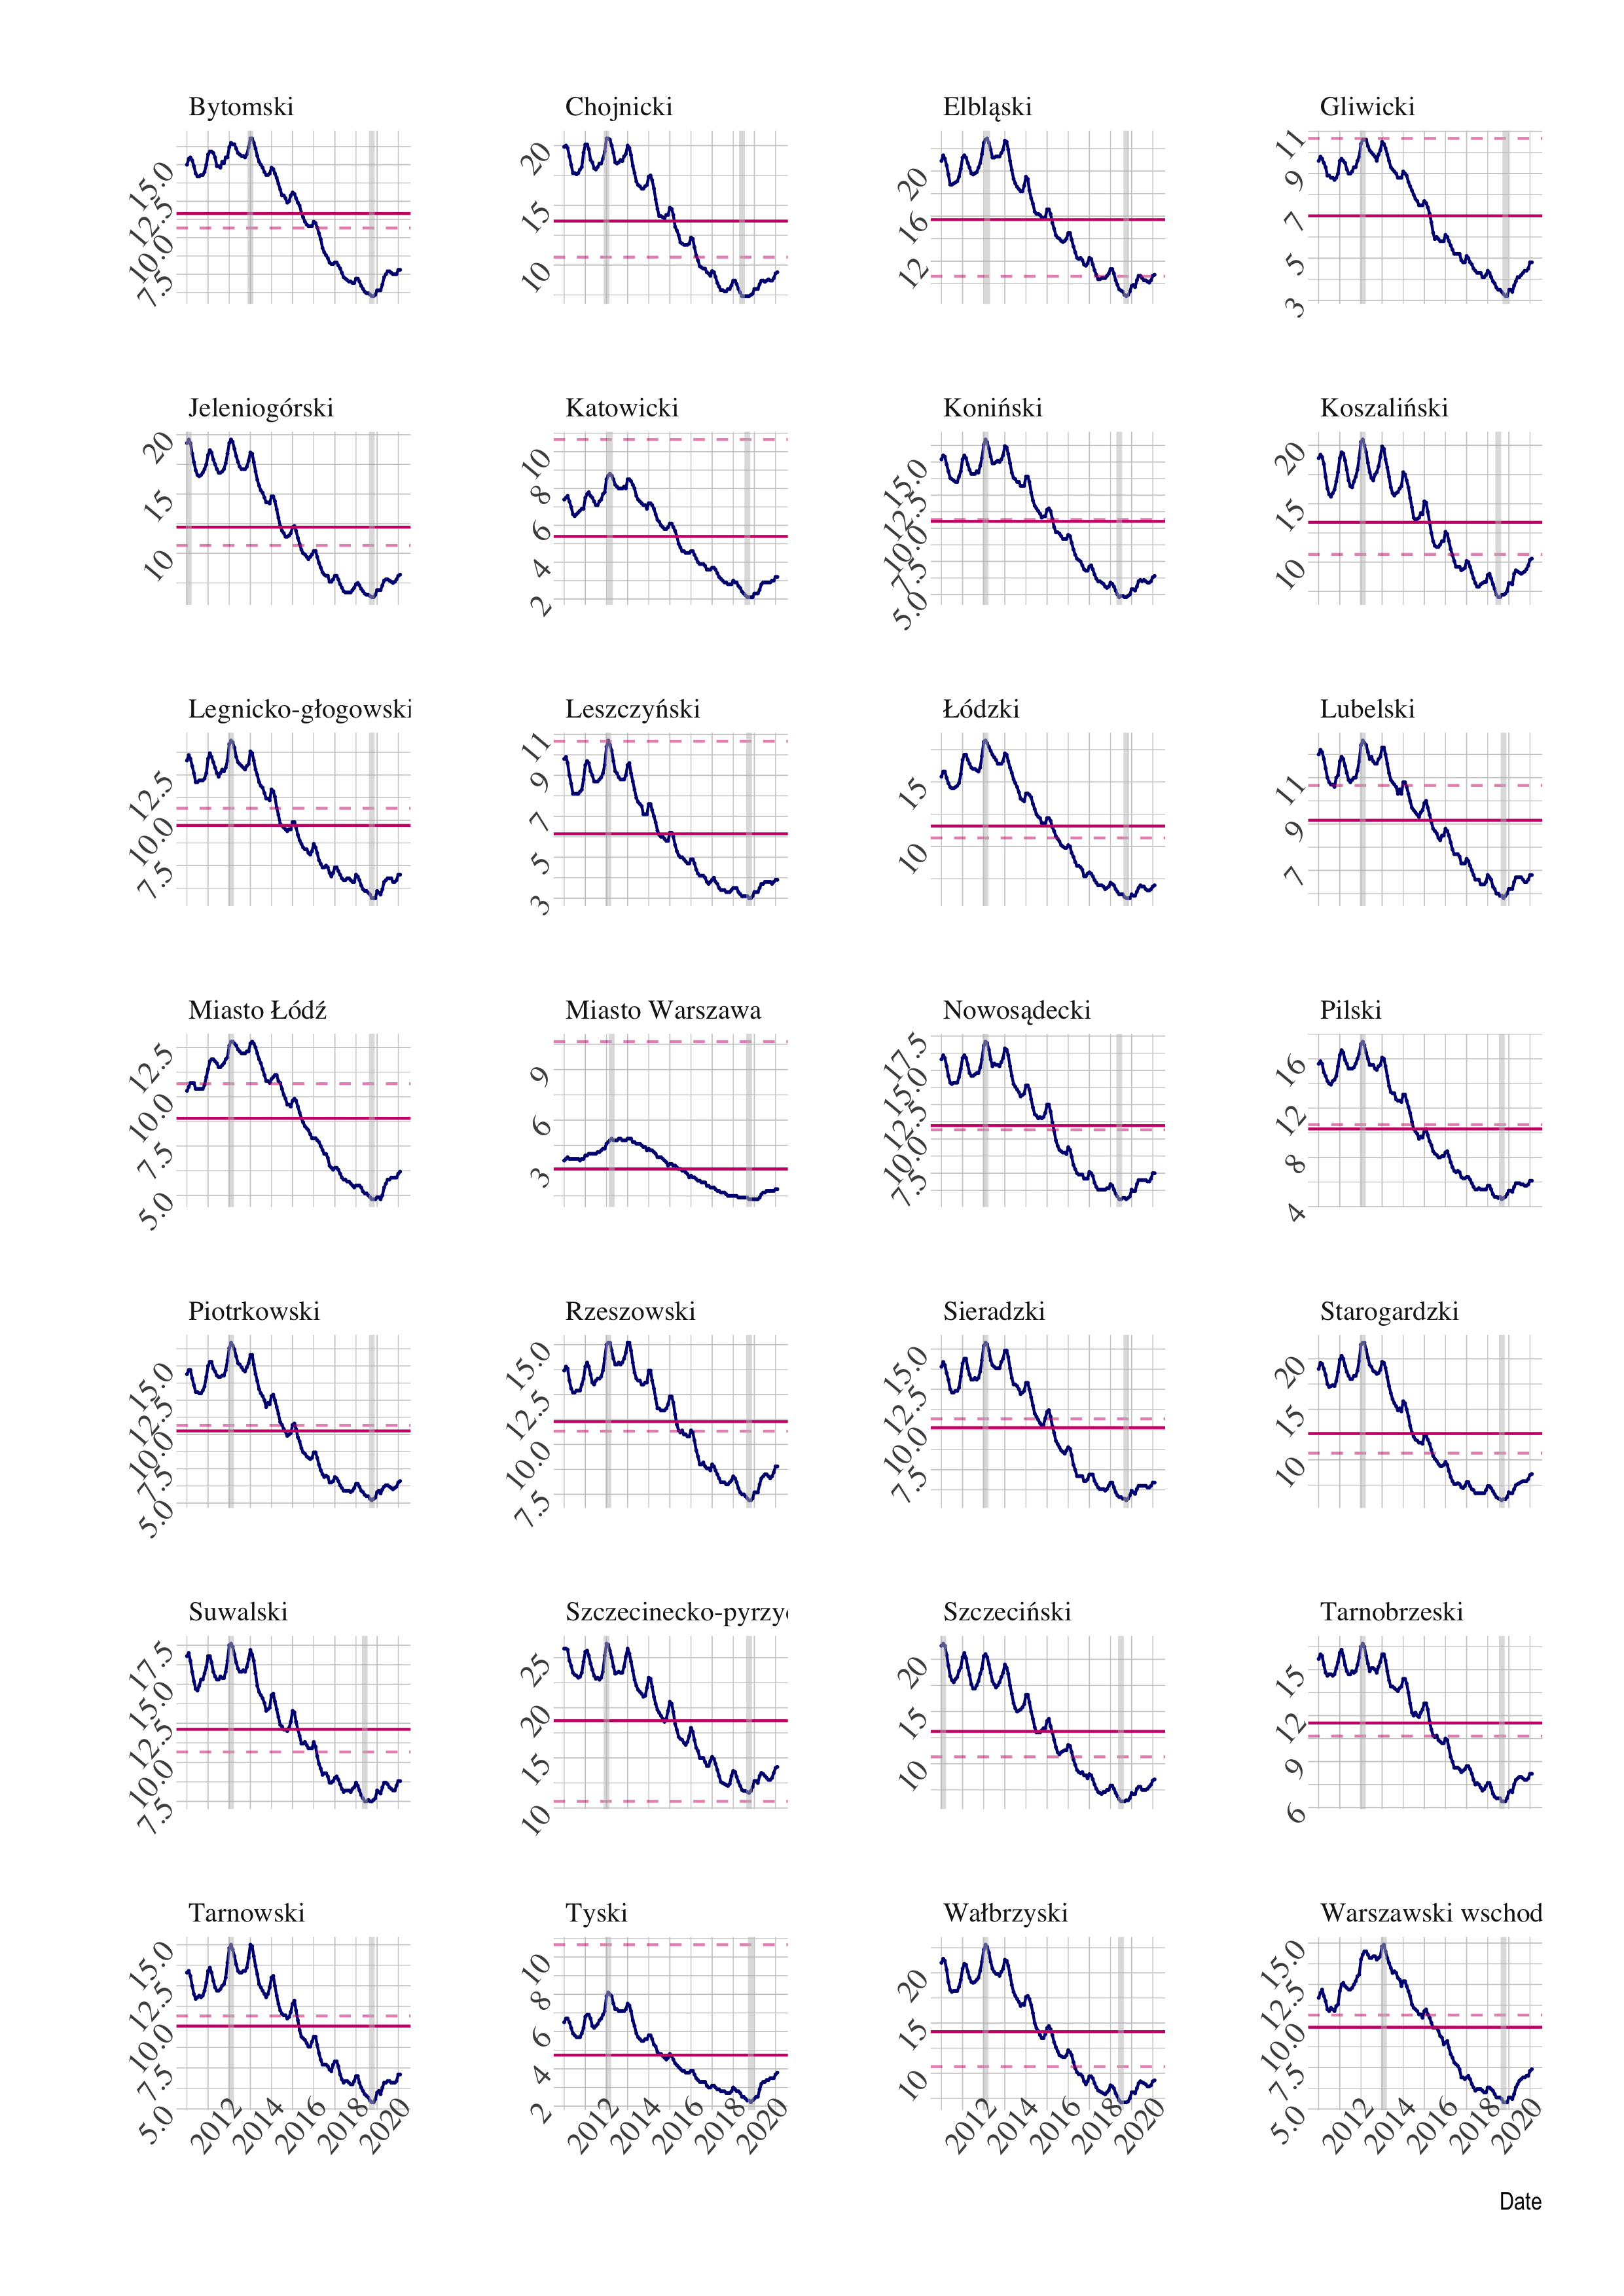 Bytomski Chojnicki Elbląski Gliwicki
15.0 12.5 10.0 7.5
20 15 10
20 16 12
11 9 7 5 3
Jeleniogórski Katowicki Koniński Koszaliński
20 15 10
10 8 6 4 2
15.0 12.5 10.0 7.5 5.0
20 15 10
Legnicko-głogowski Leszczyński Łódzki Lubelski
12.5 10.0 7.5
11 9 7 5 3
15 10
11 9 7
Miasto Łódź Miasto Warszawa Nowosądecki Pilski
12.5 10.0 7.5 5.0
9 6 3
17.5 15.0 12.5 10.0 7.5
16 12 8 4
Piotrkowski Rzeszowski Sieradzki Starogardzki
15.0 12.5 10.0 7.5 5.0
15.0 12.5 10.0 7.5
15.0 12.5 10.0 7.5
20 15 10
Suwalski Szczecinecko-pyrzyc Szczeciński Tarnobrzeski
17.5 15.0 12.5 10.0 7.5
25 20 15 10
20 15 10
15 12 9 6
Tarnowski Tyski Wałbrzyski Warszawski wschod
15.0 12.5 10.0 7.5 5.0
10 8 6 4 2
20 15 10
15.0 12.5 10.0 7.5 5.0
2012 2014 2016 2018 2020
2012 2014 2016 2018 2020
2012 2014 2016 2018 2020
2012 2014 2016 2018 2020
Date